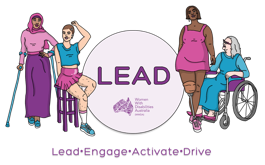 LEAD
Women
With
Disabilities
Australia
Lead•Engage•Activate•Drive